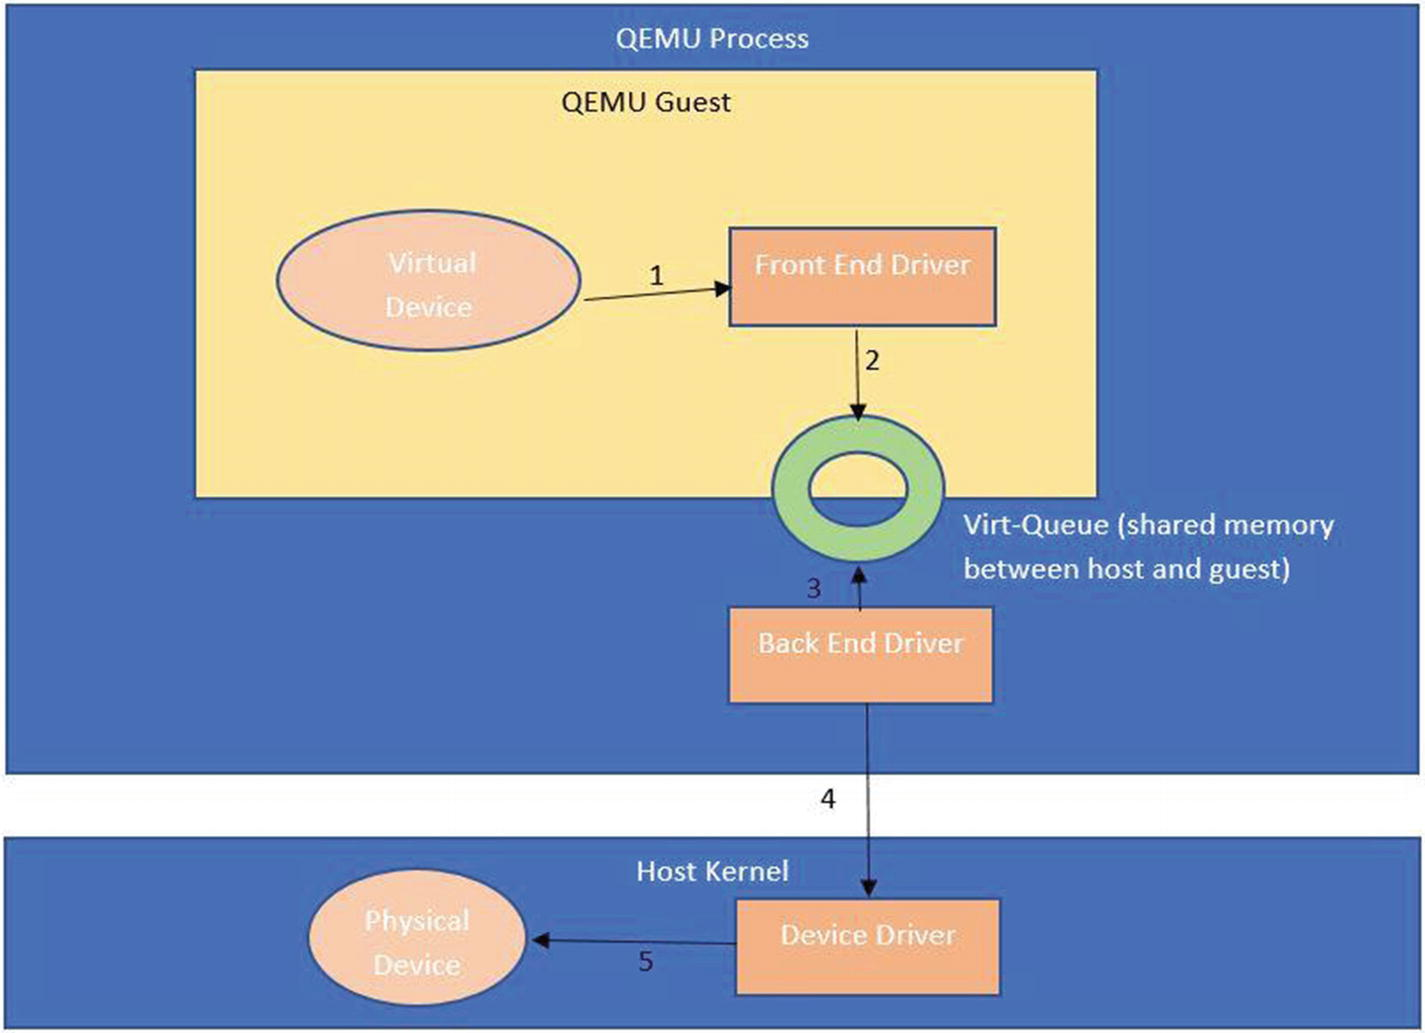 QEMU Process
QEMU Guest
Virtual
Device
1
Front End Driver
2
Virt-Queue (shared memory
between host and guest)
3
Back End Driver
4
Host Kernel
Physical
Device
5
Device Driver